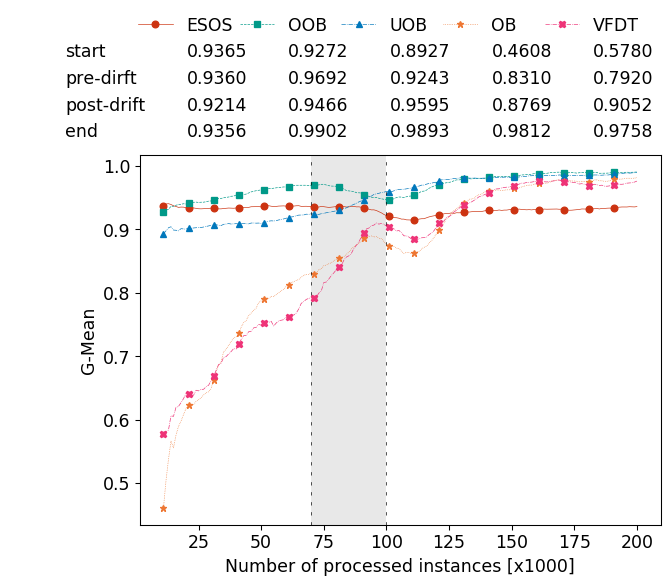 ESOS OOB UOB OB VFDT
start 0.9365 0.9272 0.8927 0.4608 0.5780
pre-dirft 0.9360 0.9692 0.9243 0.8310 0.7920
post-drift 0.9214 0.9466 0.9595 0.8769 0.9052
end 0.9356 0.9902 0.9893 0.9812 0.9758
1.0
0.9
0.8
0.7
0.6
0.5
G-Mean
25 50 75 100 125 150 175 200
Number of processed instances [x1000]